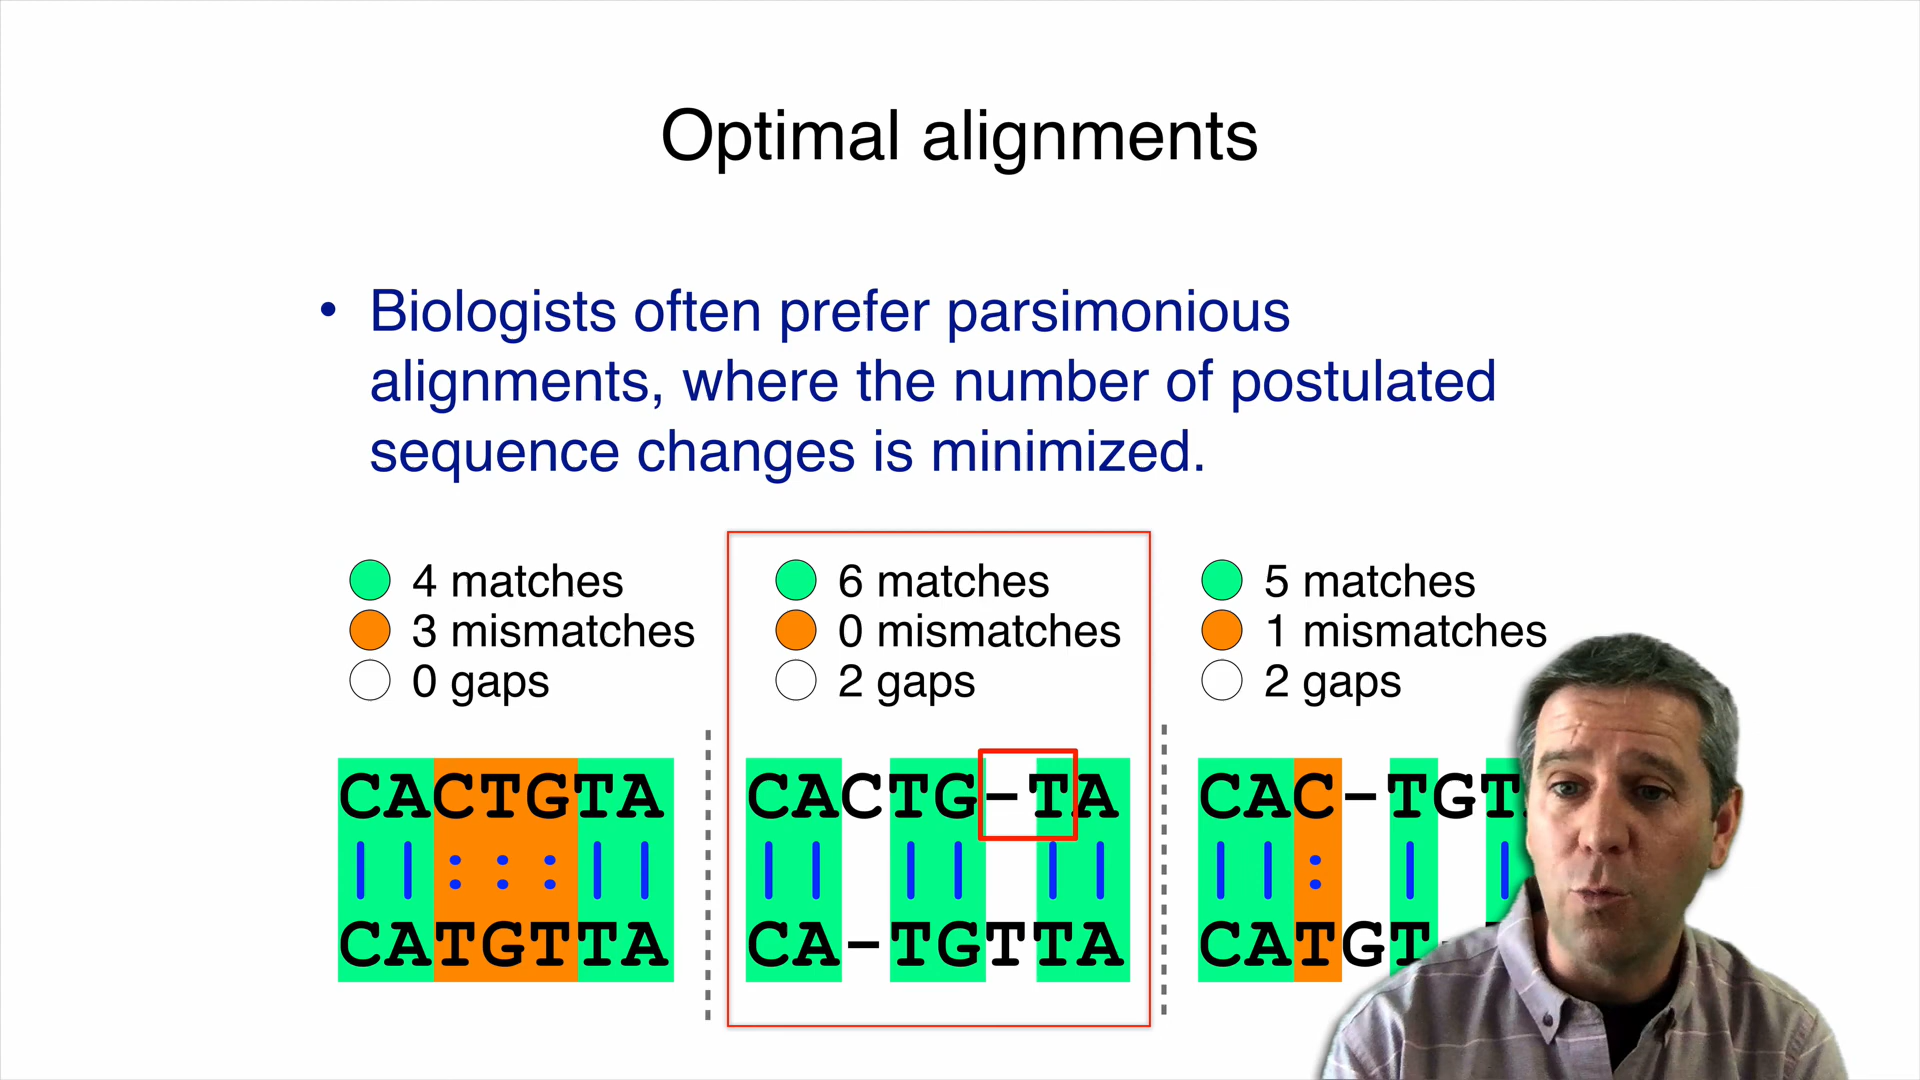 Optimal alignments
• Biologists often prefer parsimonious
alignments, where the number of postulated
sequence changes is minimized.
4 matches
3 mismatches
0 gaps
CACTGTA
||:::||
CATGTTA
6 matches
0 mismatches
2 gaps
CACTG-TA
|| || ||
CA-TGTTA
5 matches
1 mismatches
2 gaps
CAC-TGT
||: | |
CATGT